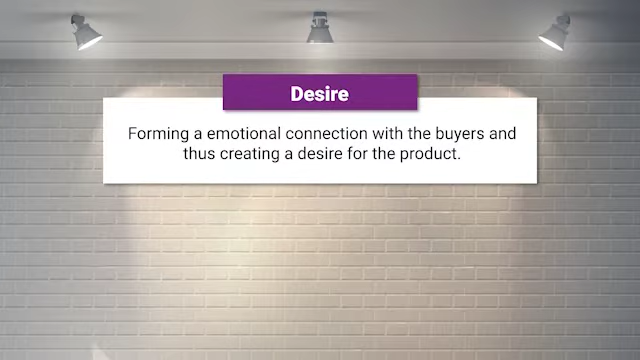 Desire
Forming a emotional connection with the buyers and
thus creating a desire for the product.